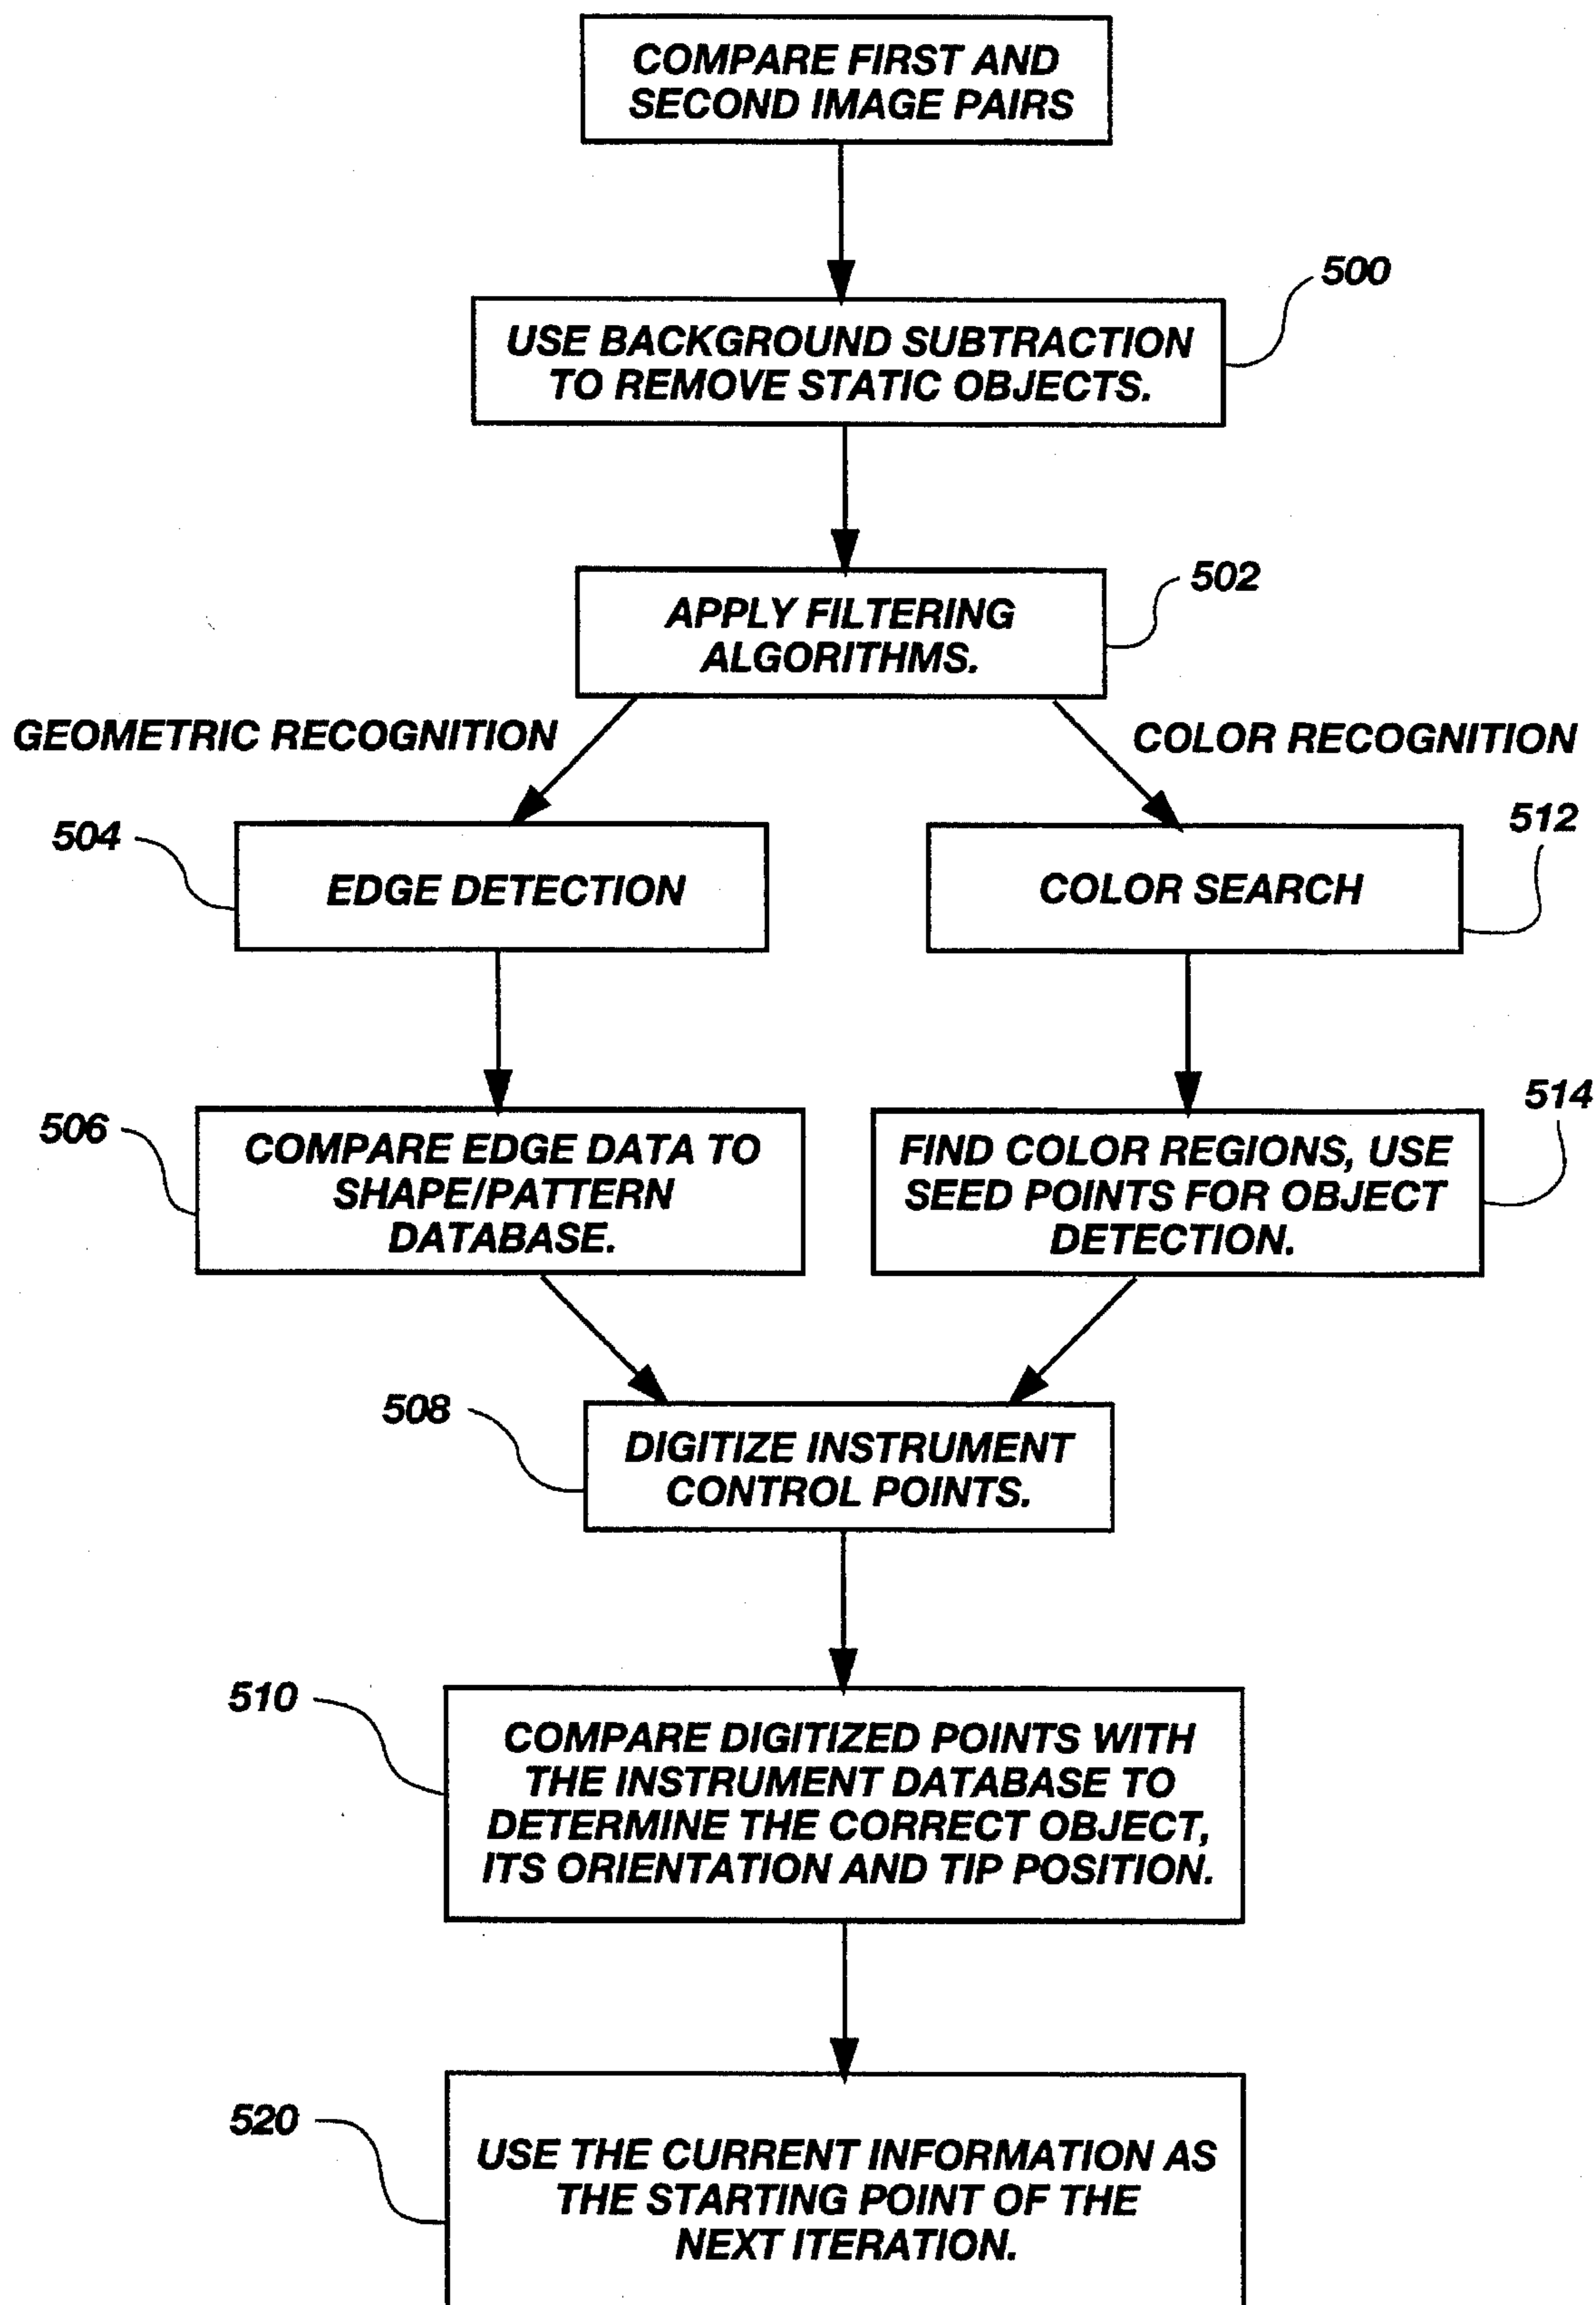 COMPARE FIRST AND
SECOND IMAGE PAIRS
500
USE BACKGROUND SUBTRACTION
TO REMOVE STATIC OBJECTS.
502
APPLY FILTERING
ALGORITHMS.
GEOMETRIC RECOGNITION
COLOR RECOGNITION
504
EDGE DETECTION
512
COLOR SEARCH
506
COMPARE EDGE DATA TO
SHAPE/PATTERN
DATABASE.
514
FIND COLOR REGIONS, USE
SEED POINTS FOR OBJECT
DETECTION.
508
DIGITIZE INSTRUMENT
CONTROL POINTS.
510
COMPARE DIGITIZED POINTS WITH
THE INSTRUMENT DATABASE TO
DETERMINE THE CORRECT OBJECT,
ITS ORIENTATION AND TIP POSITION.
520
USE THE CURRENT INFORMATION AS
THE STARTING POINT OF THE
NEXT ITERATION.